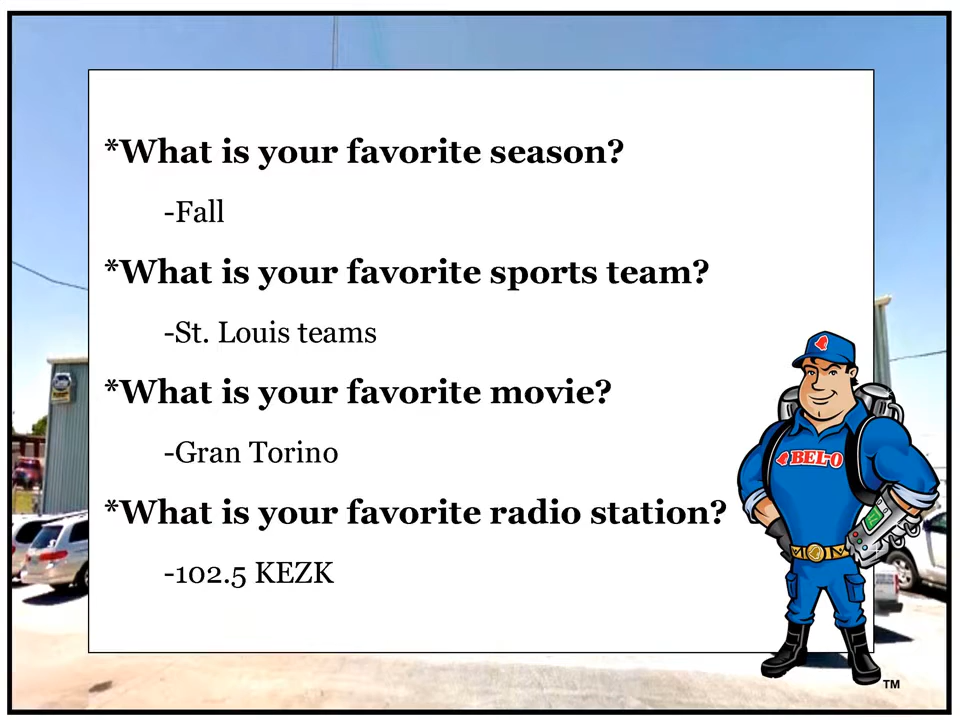 *What is your favorite season?
-Fall
*What is your favorite sports team?
-St. Louis teams
*What is your favorite movie?
-Gran Torino
*What is your favorite radio station?
-102.5 KEZK
BEL-O
TM